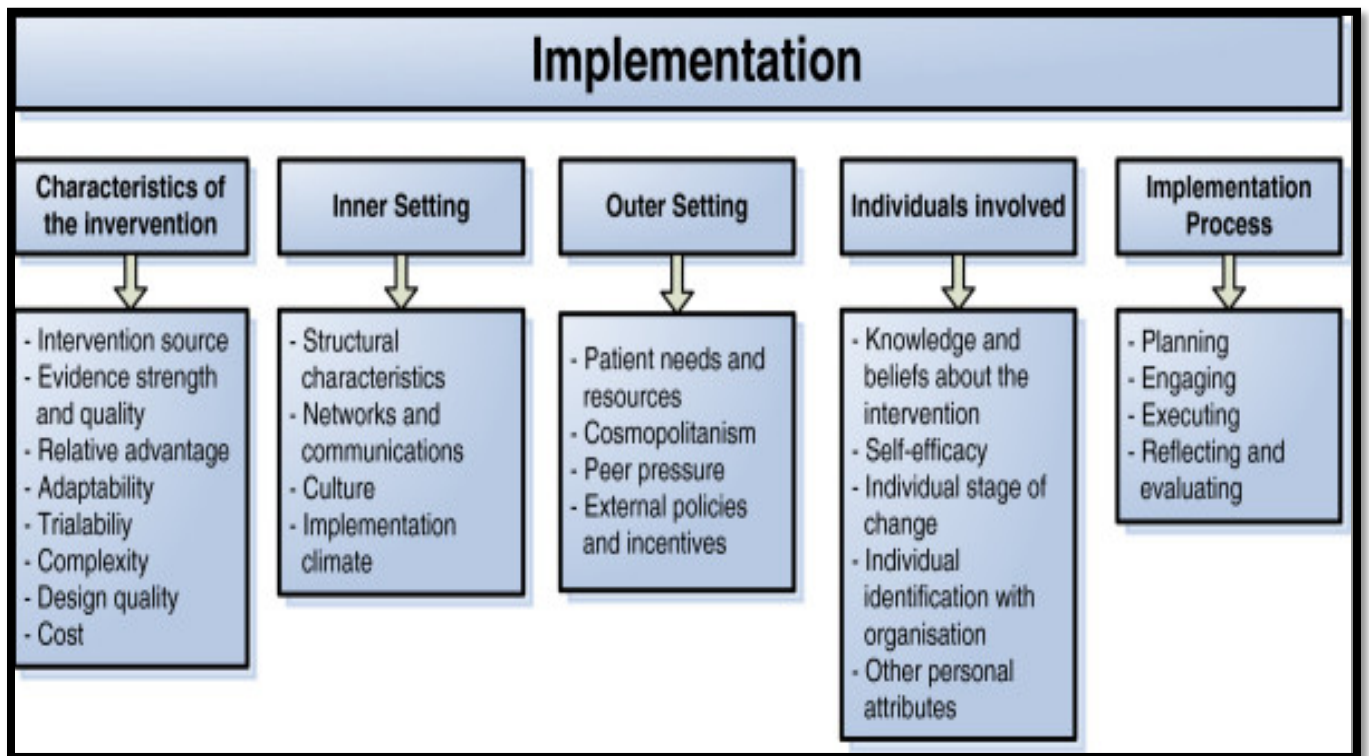 Implementation
Characteristics of
the invervention
- Intervention source
- Evidence strength
and quality
- Relative advantage
- Adaptability
- Trialabiliy
- Complexity
- Design quality
- Cost
Inner Setting
- Structural
characteristics
- Networks and
communications
- Culture
- Implementation
climate
Outer Setting
- Patient needs and
resources
- Cosmopolitanism
- Peer pressure
- External policies
and incentives
Individuals involved
- Knowledge and
beliefs about the
intervention
- Self-efficacy
- Individual stage of
change
- Individual
identification with
organisation
- Other personal
attributes
Implementation
Process
- Planning
- Engaging
- Executing
- Reflecting and
evaluating